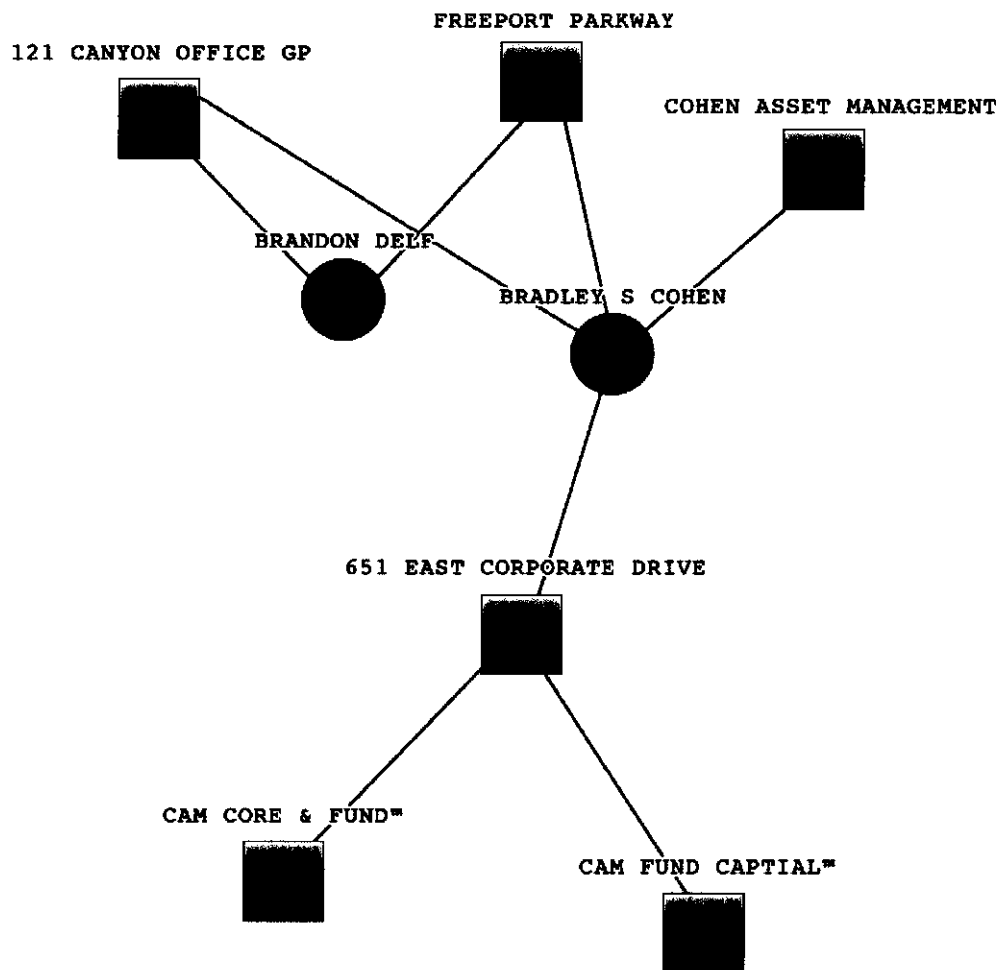 FREEPORT PARKWAY
121 CANYON OFFICE GP
COHEN ASSET MANAGEMENT
BRANDON DELF
BRADLEY S COHEN
651 EAST CORPORATE DRIVE
CAM CORE & FUND™
CAM FUND CAPTIAL™